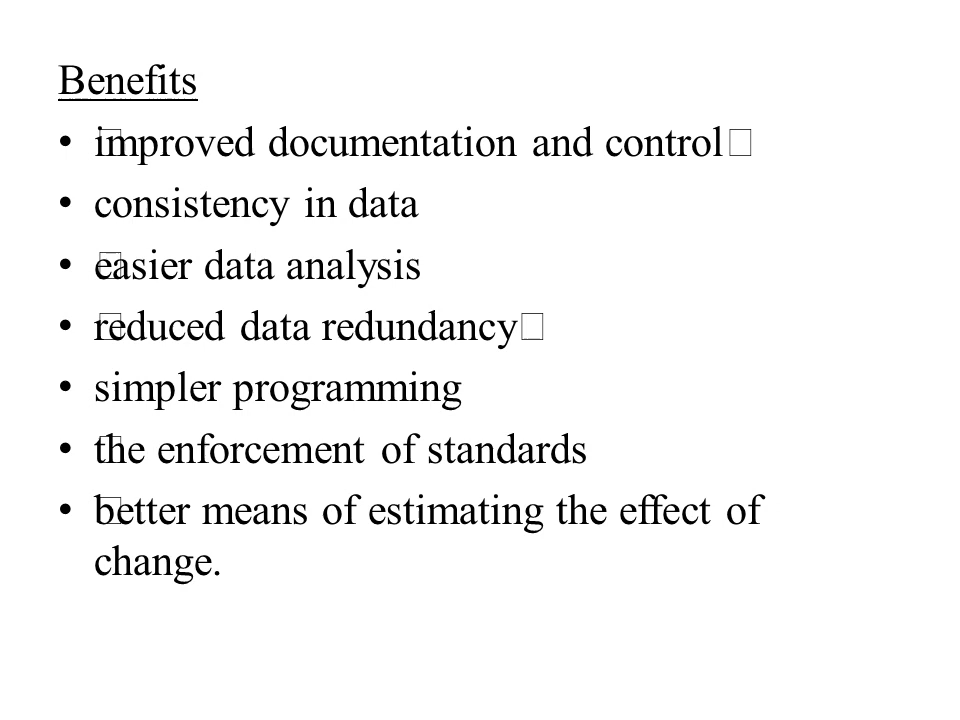 Benefits
• improved documentation and control
• consistency in data
• easier data analysis
• reduced data redundancy
• simpler programming
• the enforcement of standards
• better means of estimating the effect of
change.